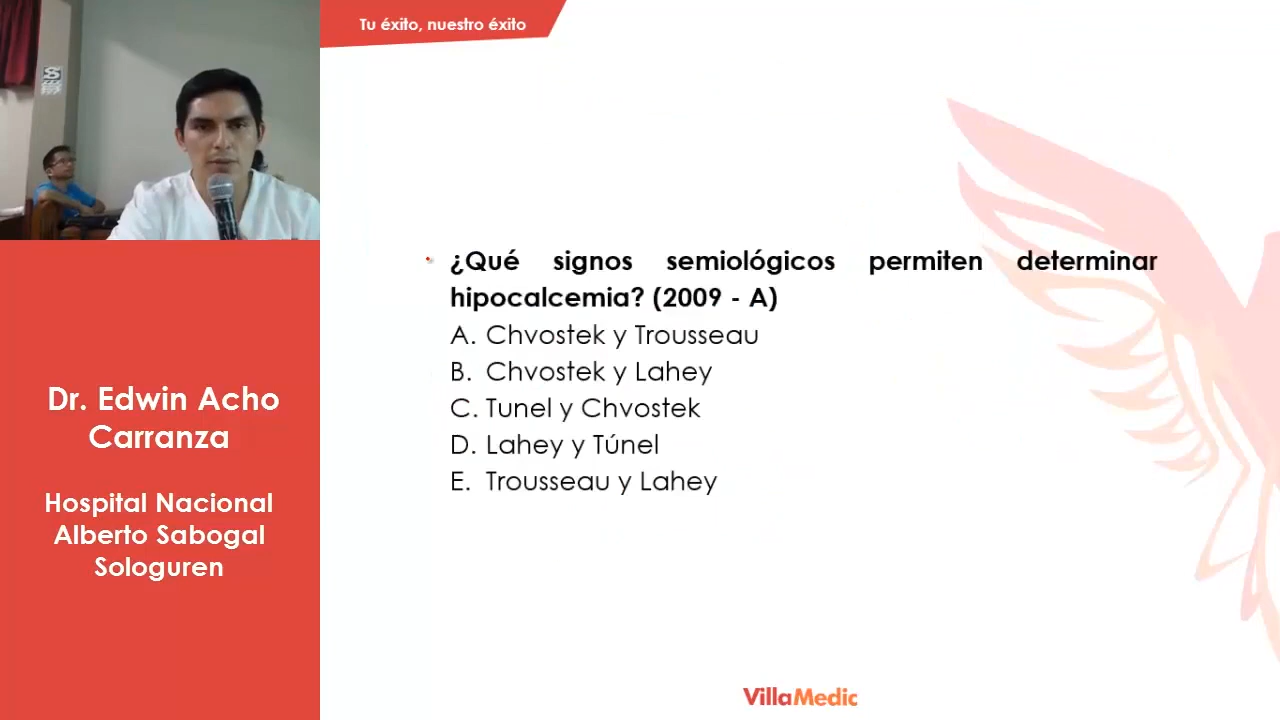 Tu éxito, nuestro éxito
¿Qué signos semiológicos permiten determinar
hipocalcemia? (2009 - A)
A. Chvostek y Trousseau
B. Chvostek y Lahey
C. Tunel y Chvostek
D. Lahey y Túnel
E. Trousseau y Lahey
Dr. Edwin Acho
Carranza
Hospital Nacional
Alberto Sabogal
Sologuren
VillaMedic